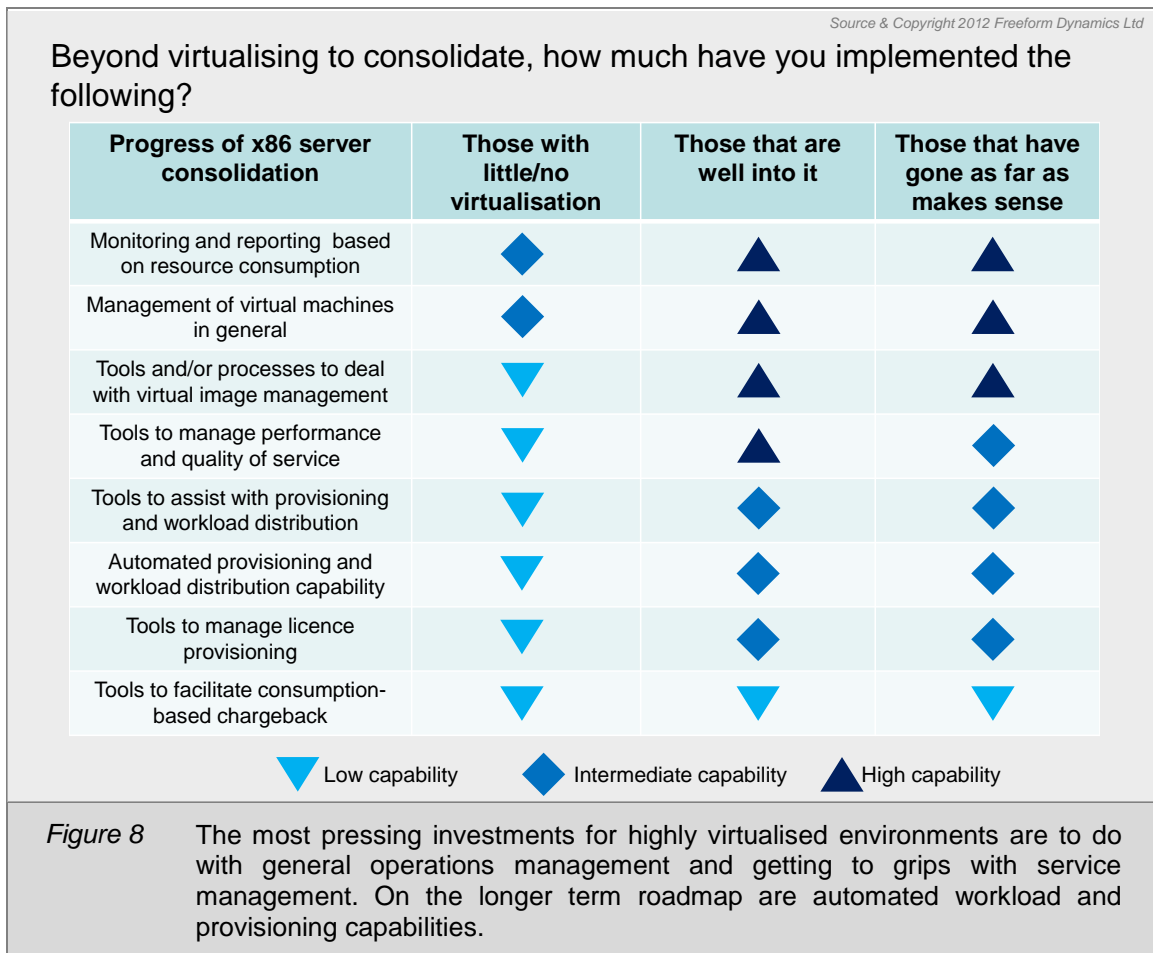 Source & Copyright 2012 Freeform Dynamics Ltd
Beyond virtualising to consolidate, how much have you implemented the
following?
Progress of x86 server
consolidation
Those with
little/no
virtualisation
Those that are
well into it
Those that have
gone as far as
makes sense
Monitoring and reporting based
on resource consumption
Management of virtual machines
in general
Tools and/or processes to deal
with virtual image management
Tools to manage performance
and quality of service
Tools to assist with provisioning
and workload distribution
Automated provisioning and
workload distribution capability
Tools to manage licence
provisioning
Tools to facilitate consumption-
based chargeback
Low capability
Intermediate capability
High capability
Figure 8
The most pressing investments for highly virtualised environments are to do
with general operations management and getting to grips with service
management. On the longer term roadmap are automated workload and
provisioning capabilities.